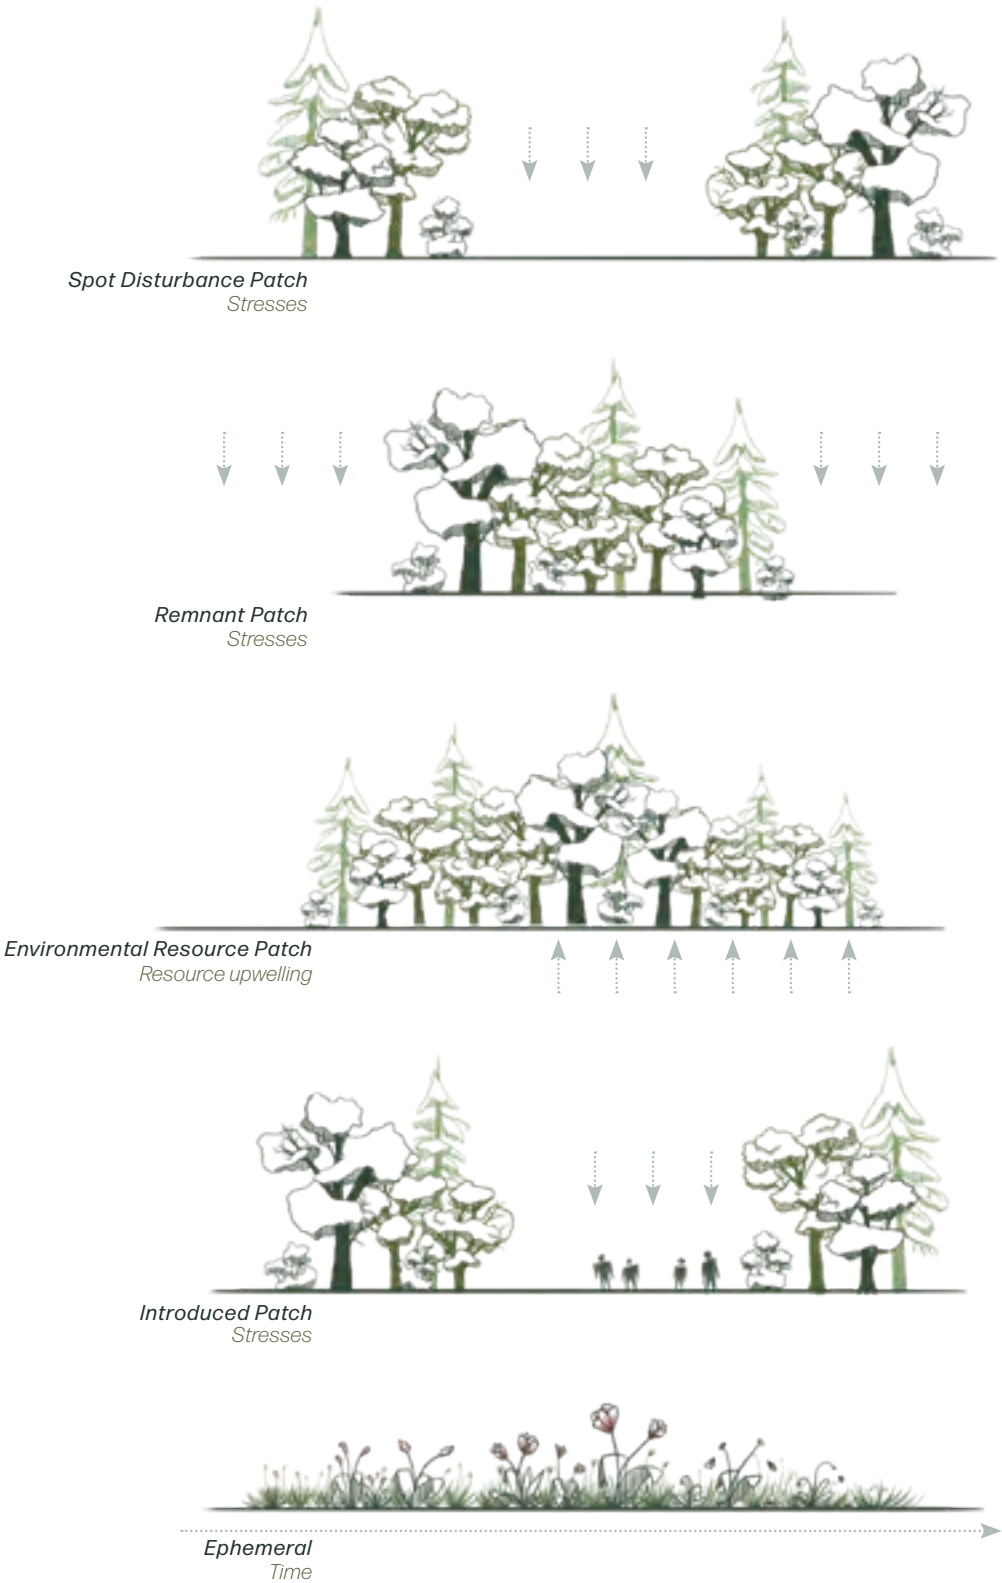 Spot Disturbance Patch
Stresses
Remnant Patch
Stresses
Environmental Resource Patch
Resource upwelling
Introduced Patch
Stresses
Ephemeral
Time